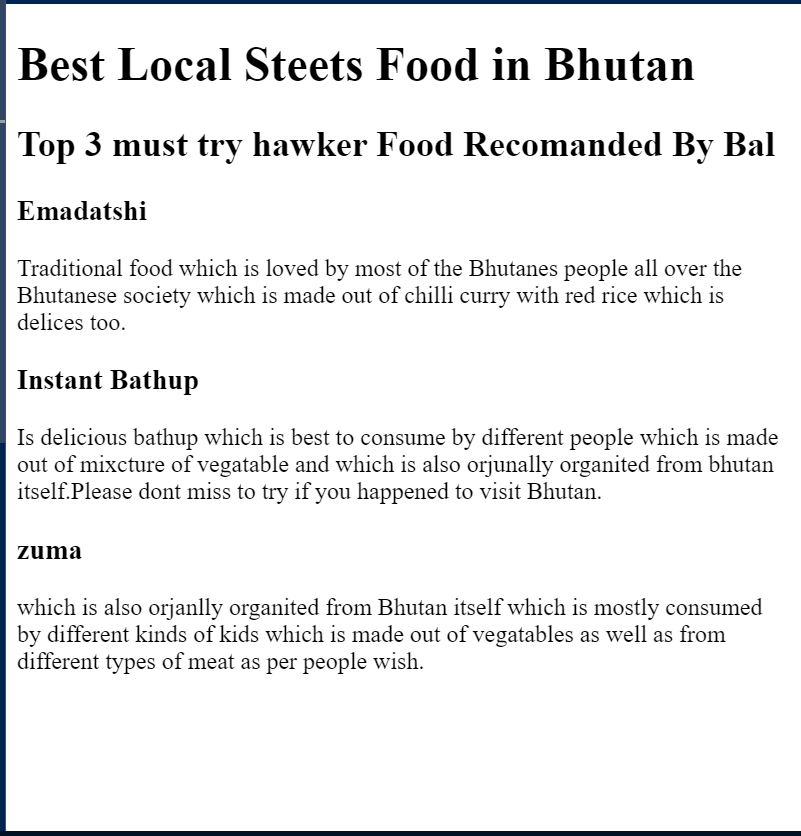 Best Local Steets Food in Bhutan
Top 3 must try hawker Food Recomanded By Bal
Emadatshi
Traditional food which is loved by most of the Bhutanes people all over the
Bhutanese society which is made out of chilli curry with red rice which is
delices too.
Instant Bathup
Is delicious bathup which is best to consume by different people which is made
out of mixcture of vegatable and which is also orjunally organited from bhutan
itself.Please dont miss to try if you happened to visit Bhutan.
zuma
which is also orjanlly organited from Bhutan itself which is mostly consumed
by different kinds of kids which is made out of vegatables as well as from
different types of meat as per people wish.